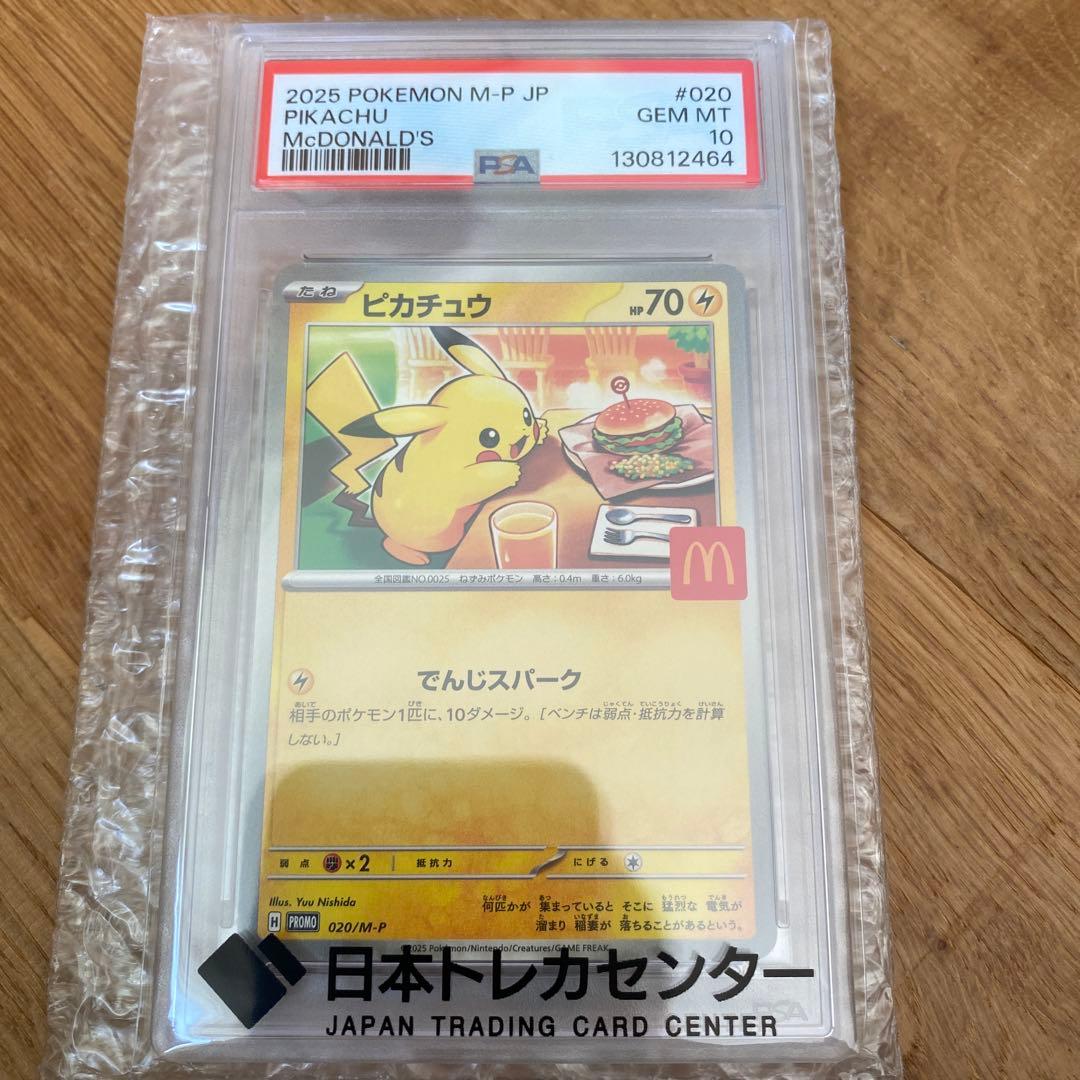 2025 POKEMON M-P JP #020
PIKACHU GEM MT
McDONALD'S 10
PSA 130812464
たね ピカチュウ HP70
全国図鑑NO.0025 ねずみポケモン 高さ:0.4m 重さ:6.0kg
でんじスパーク
相手のポケモン1匹に、10ダメージ。[ベンチは弱点・抵抗力を計算
しない。]
弱点 ×2 抵抗力 にげる
Illus. Yuu Nishida
H PROMO 020/M-P
何匹かが 集まっていると そこに 猛烈な 電気が
溜まり 稲妻が 落ちることがあるという。
©2025 Pokémon/Nintendo/Creatures/GAME FREAK
日本トレカセンター
JAPAN TRADING CARD CENTER
PSA